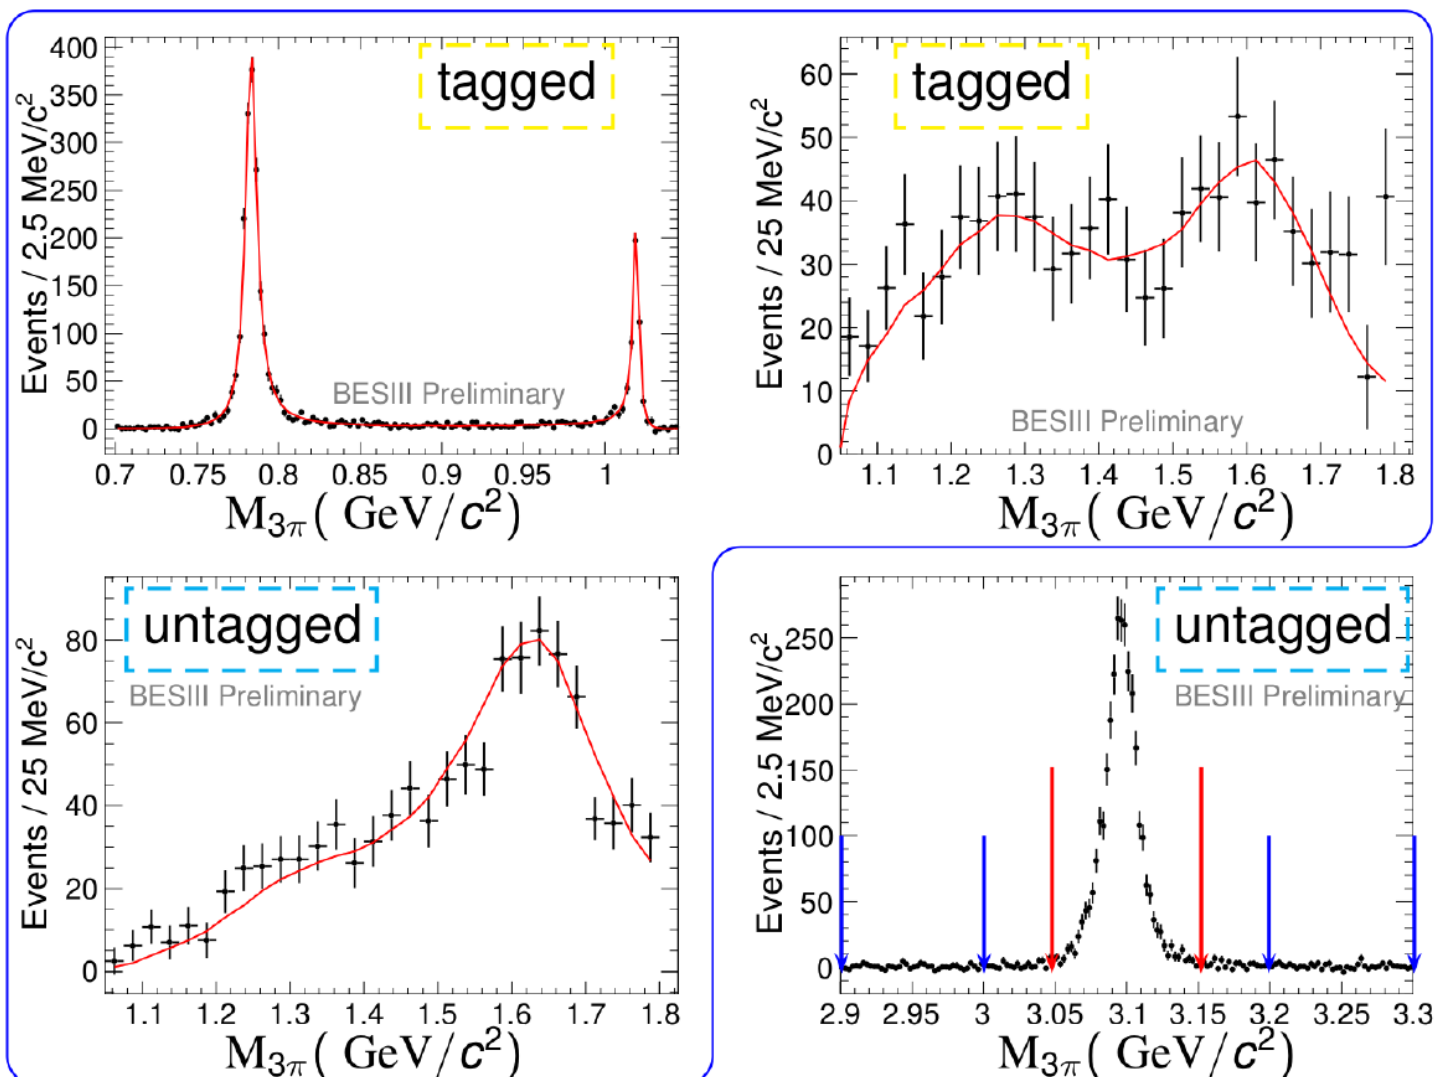 tagged
Events / 2.5 MeV/c²
400
350
300
250
200
150
100
50
0
BESIII Preliminary
0.7 0.75 0.8 0.85 0.9 0.95 1
M₃π( GeV/c²)
tagged
Events / 25 MeV/c²
60
50
40
30
20
10
0
BESIII Preliminary
1.1 1.2 1.3 1.4 1.5 1.6 1.7 1.8
M₃π( GeV/c²)
untagged
BESIII Preliminary
Events / 25 MeV/c²
80
60
40
20
0
1.1 1.2 1.3 1.4 1.5 1.6 1.7 1.8
M₃π( GeV/c²)
untagged
BESIII Preliminary
Events / 2.5 MeV/c²
250
200
150
100
50
0
2.9 2.95 3 3.05 3.1 3.15 3.2 3.25 3.3
M₃π( GeV/c²)